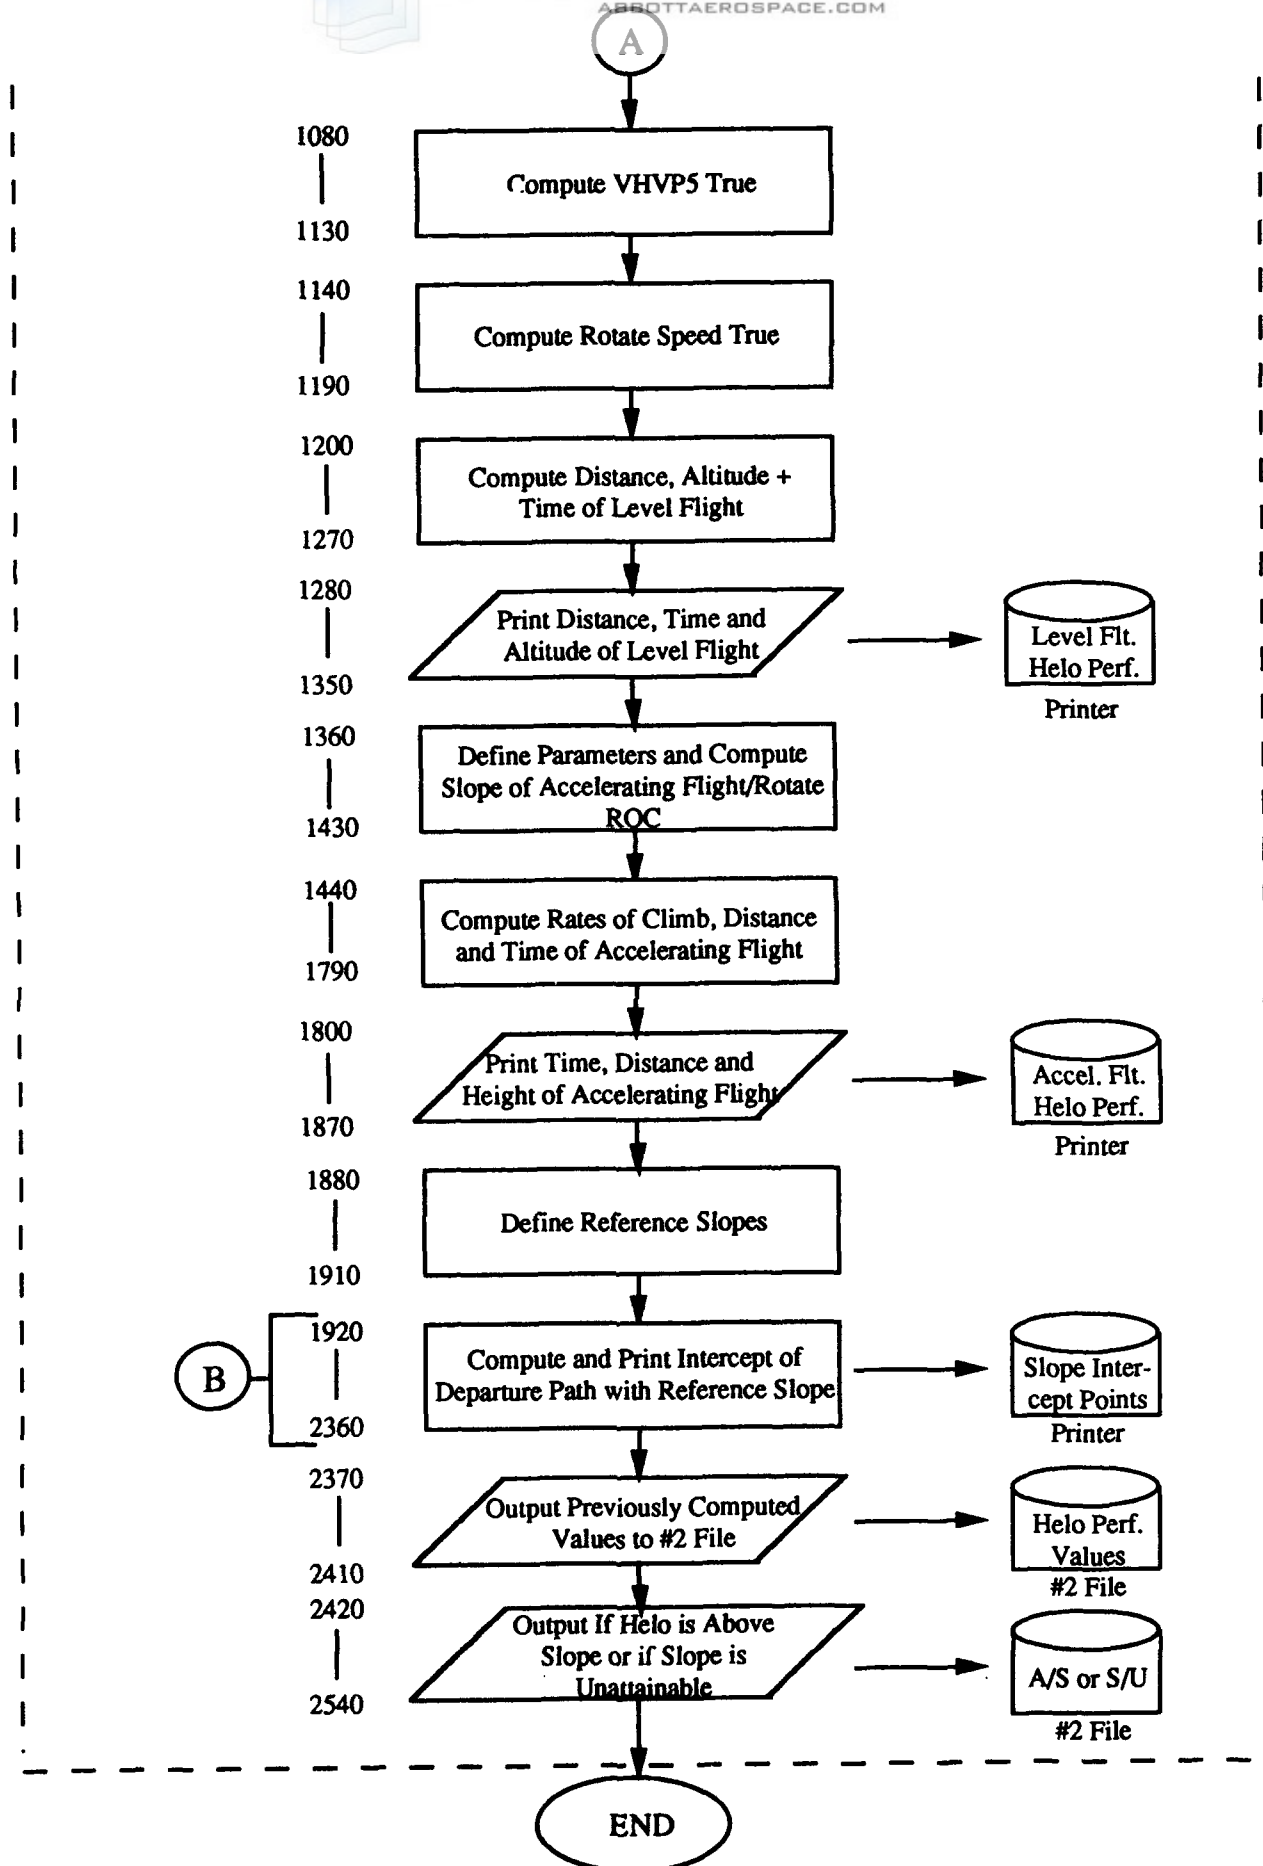 ABBOTTAEROSPACE.COM
A
1080
Compute VHVP5 True
1130
1140
Compute Rotate Speed True
1190
1200
Compute Distance, Altitude +
Time of Level Flight
1270
1280
Print Distance, Time and
Altitude of Level Flight
Level Flt.
Helo Perf.
1350
Printer
1360
Define Parameters and Compute
Slope of Accelerating Flight/Rotate
ROC
1430
1440
Compute Rates of Climb, Distance
and Time of Accelerating Flight
1790
1800
Print Time, Distance and
Height of Accelerating Flight
Accel. Flt.
Helo Perf.
1870
Printer
1880
Define Reference Slopes
1910
B
1920
Compute and Print Intercept of
Departure Path with Reference Slope
Slope Inter-
cept Points
2360
Printer
2370
Output Previously Computed
Values to #2 File
Helo Perf.
Values
2410
#2 File
2420
Output If Helo is Above
Slope or if Slope is
Unattainable
A/S or S/U
2540
#2 File
END